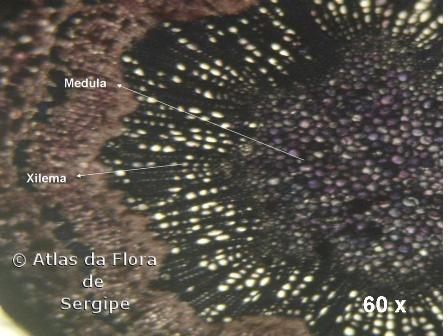 Medula
Xilema
© Atlas da Flora
de
Sergipe
60 x